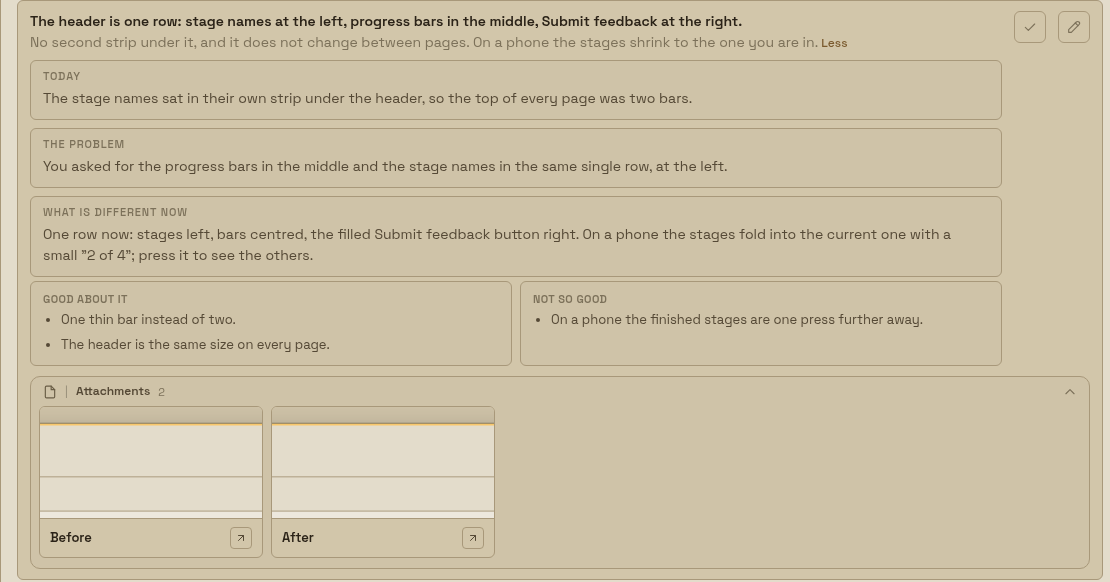 The header is one row: stage names at the left, progress bars in the middle, Submit feedback at the right.
No second strip under it, and it does not change between pages. On a phone the stages shrink to the one you are in. Less
TODAY
The stage names sat in their own strip under the header, so the top of every page was two bars.
THE PROBLEM
You asked for the progress bars in the middle and the stage names in the same single row, at the left.
WHAT IS DIFFERENT NOW
One row now: stages left, bars centred, the filled Submit feedback button right. On a phone the stages fold into the current one with a
small "2 of 4"; press it to see the others.
GOOD ABOUT IT
• One thin bar instead of two.
• The header is the same size on every page.
NOT SO GOOD
• On a phone the finished stages are one press further away.
Attachments 2
Before
After